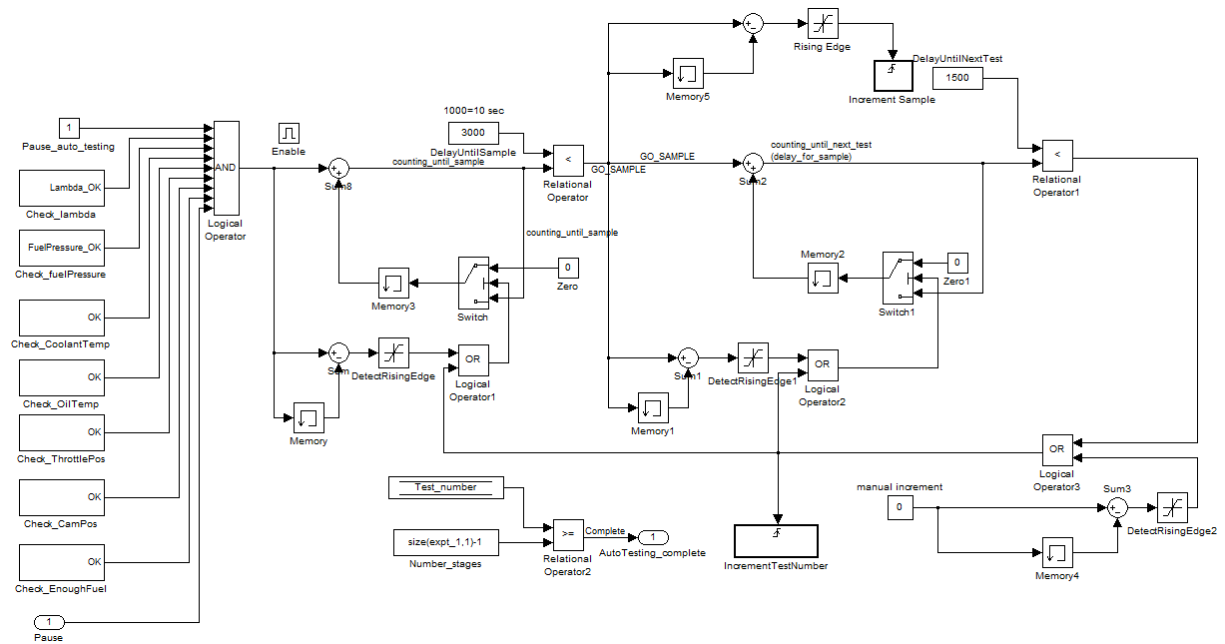 Rising Edge
DelayUntilNextTest
1500
Memory5
Increment Sample
1
Pause_auto_testing
Enable
1000=10 sec
3000
DelayUntilSample
<
Relational
Operator
GO_SAMPLE
GO_SAMPLE
counting_until_next_test
(delay_for_sample)
<
Relational
Operator1
AND
Logical
Operator
counting_until_sample
Sum8
Sum2
Lambda_OK
Check_lambda
FuelPressure_OK
Check_fuelPressure
counting_until_sample
0
Zero
Memory3
Switch
Memory2
0
Zero1
Switch1
OK
Check_CoolantTemp
OK
Check_OilTemp
Sum
DetectRisingEdge
OR
Logical
Operator1
Memory
Sum1
DetectRisingEdge1
OR
Logical
Operator2
Memory1
OK
Check_ThrottlePos
OK
Check_CamPos
OK
Check_EnoughFuel
1
Pause
Test_number
size(expt_1,1)-1
Number_stages
>=
Relational
Operator2
Complete
1
AutoTesting_complete
IncrementTestNumber
OR
Logical
Operator3
manual increment
0
Sum3
DetectRisingEdge2
Memory4